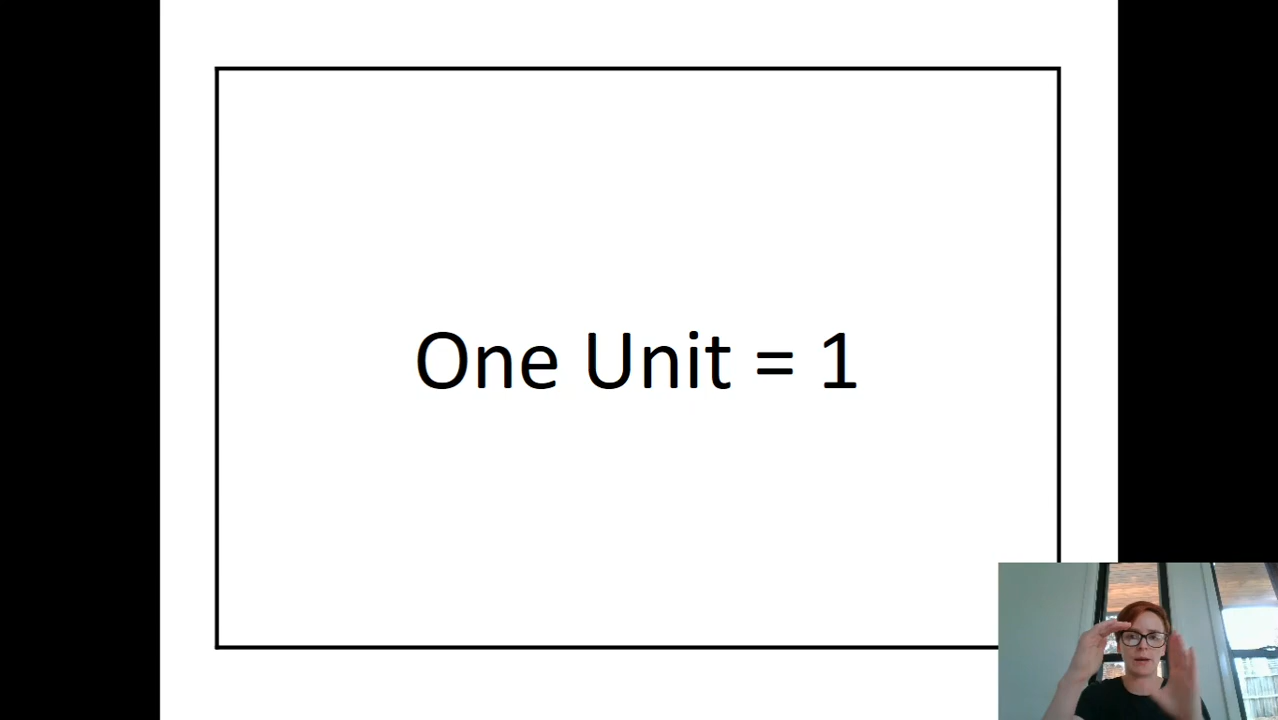 One Unit = 1